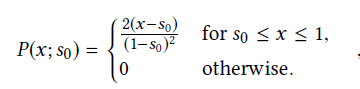 P(x; s₀) = { 2(x−s₀) / (1−s₀)² for s₀ ≤ x ≤ 1,
0 otherwise. .